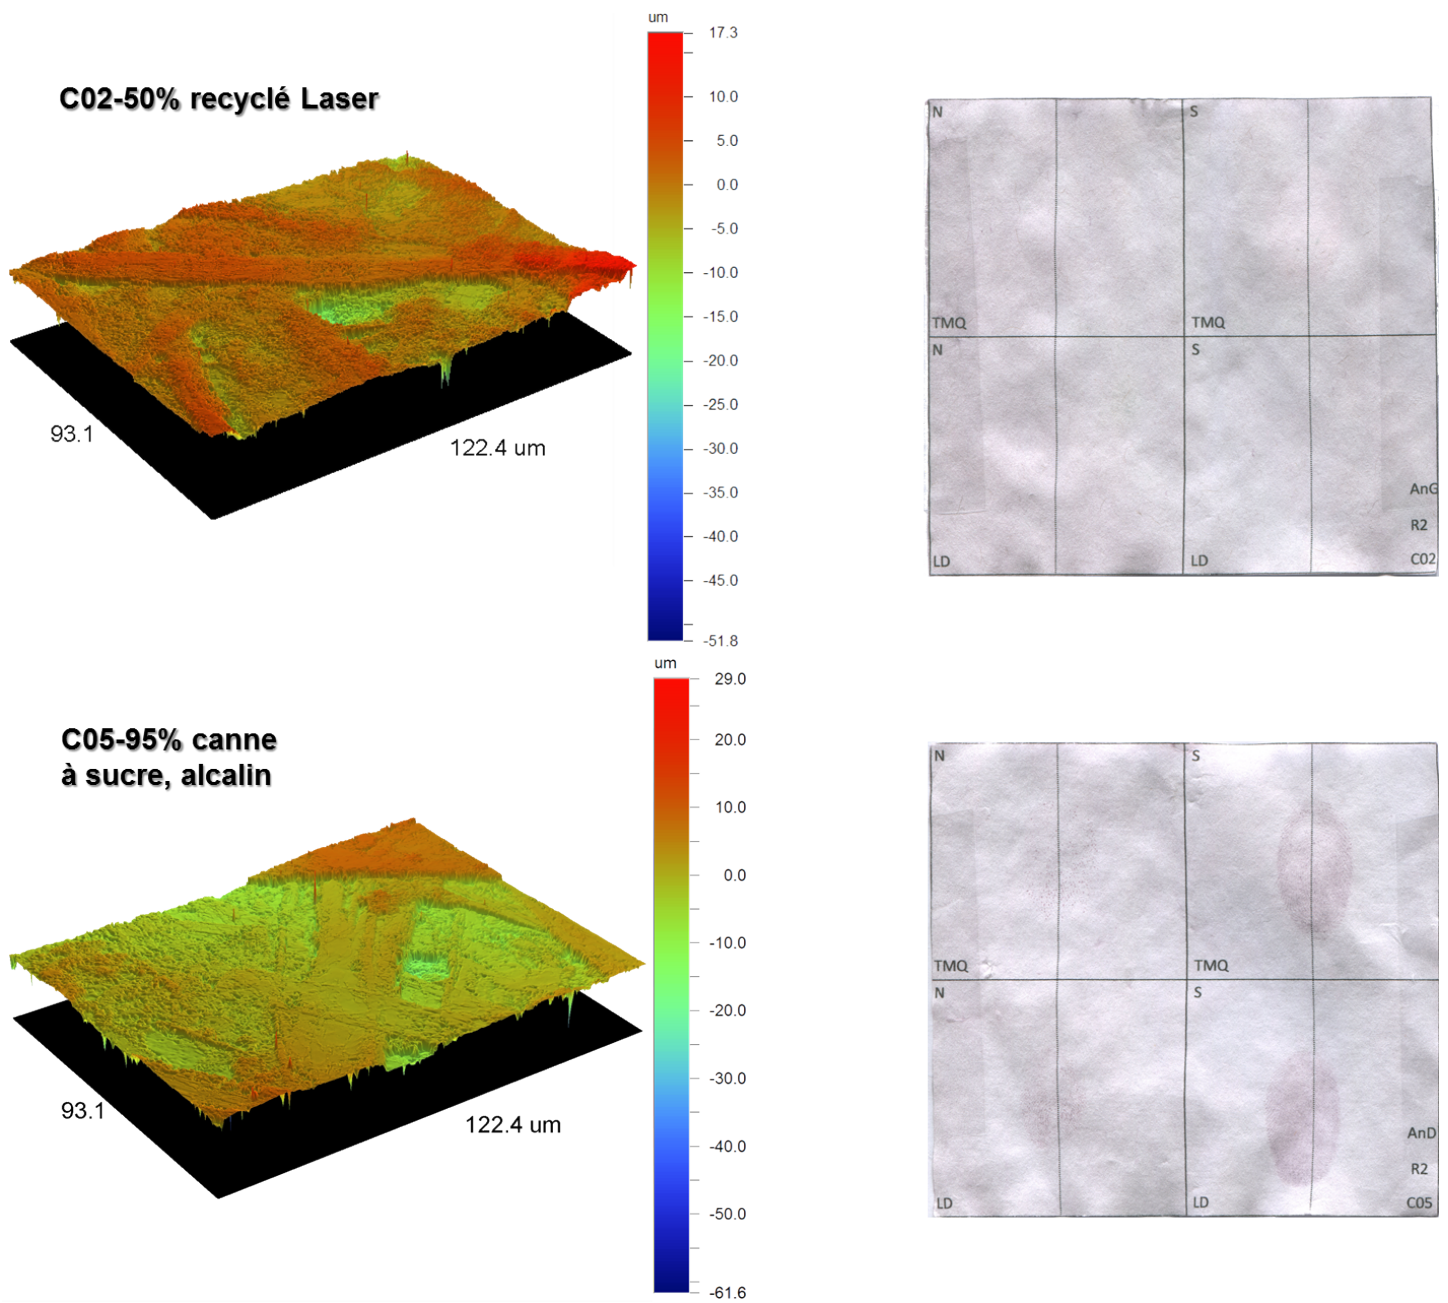 C02-50% recyclé Laser
93.1
122.4 um
um
17.3
10.0
5.0
0.0
-5.0
-10.0
-15.0
-20.0
-25.0
-30.0
-35.0
-40.0
-45.0
-51.8
N
S
TMQ
TMQ
N
S
AnG
R2
LD
LD
C02
C05-95% canne
à sucre, alcalin
93.1
122.4 um
um
29.0
20.0
10.0
0.0
-10.0
-20.0
-30.0
-40.0
-50.0
-61.6
N
S
TMQ
TMQ
N
S
AnD
R2
LD
LD
C05